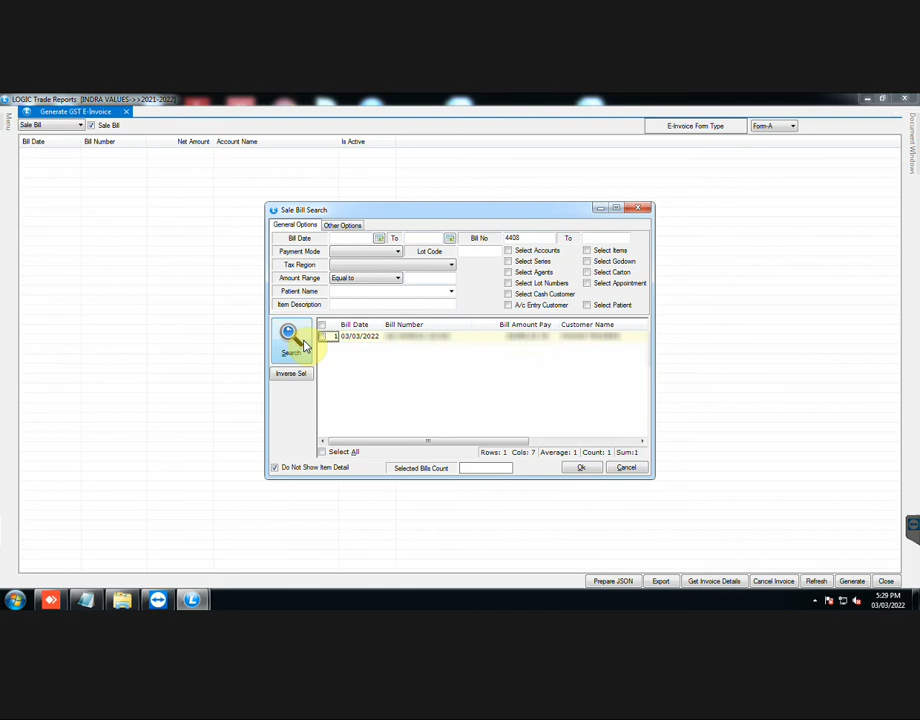 LOGIC Trade Reports [INDRA VALUES->>2021-2022]
Menu
Generate GST E-Invoice
Document Windows
Sale Bill Sale Bill E-Invoice Form Type Form-A
Bill Date Bill Number Net Amount Account Name Is Active
Sale Bill Search
General Options Other Options
Bill Date To Bill No 4408 To
Payment Mode Lot Code Select Accounts Select Items
Tax Region Select Series Select Godown
Select Agents Select Carton
Amount Range Equal to Select Lot Numbers Select Appointment
Patient Name Select Cash Customer
Item Description A/c Entry Customer Select Patient
Bill Date Bill Number Bill Amount Pay Customer Name
1 03/03/2022
Search
Inverse Sel
Select All Rows: 1 Cols: 7 Average: 1 Count: 1 Sum:1
Do Not Show Item Detail Selected Bills Count Ok Cancel
Prepare JSON Export Get Invoice Details Cancel Invoice Refresh Generate Close
5:29 PM
03/03/2022